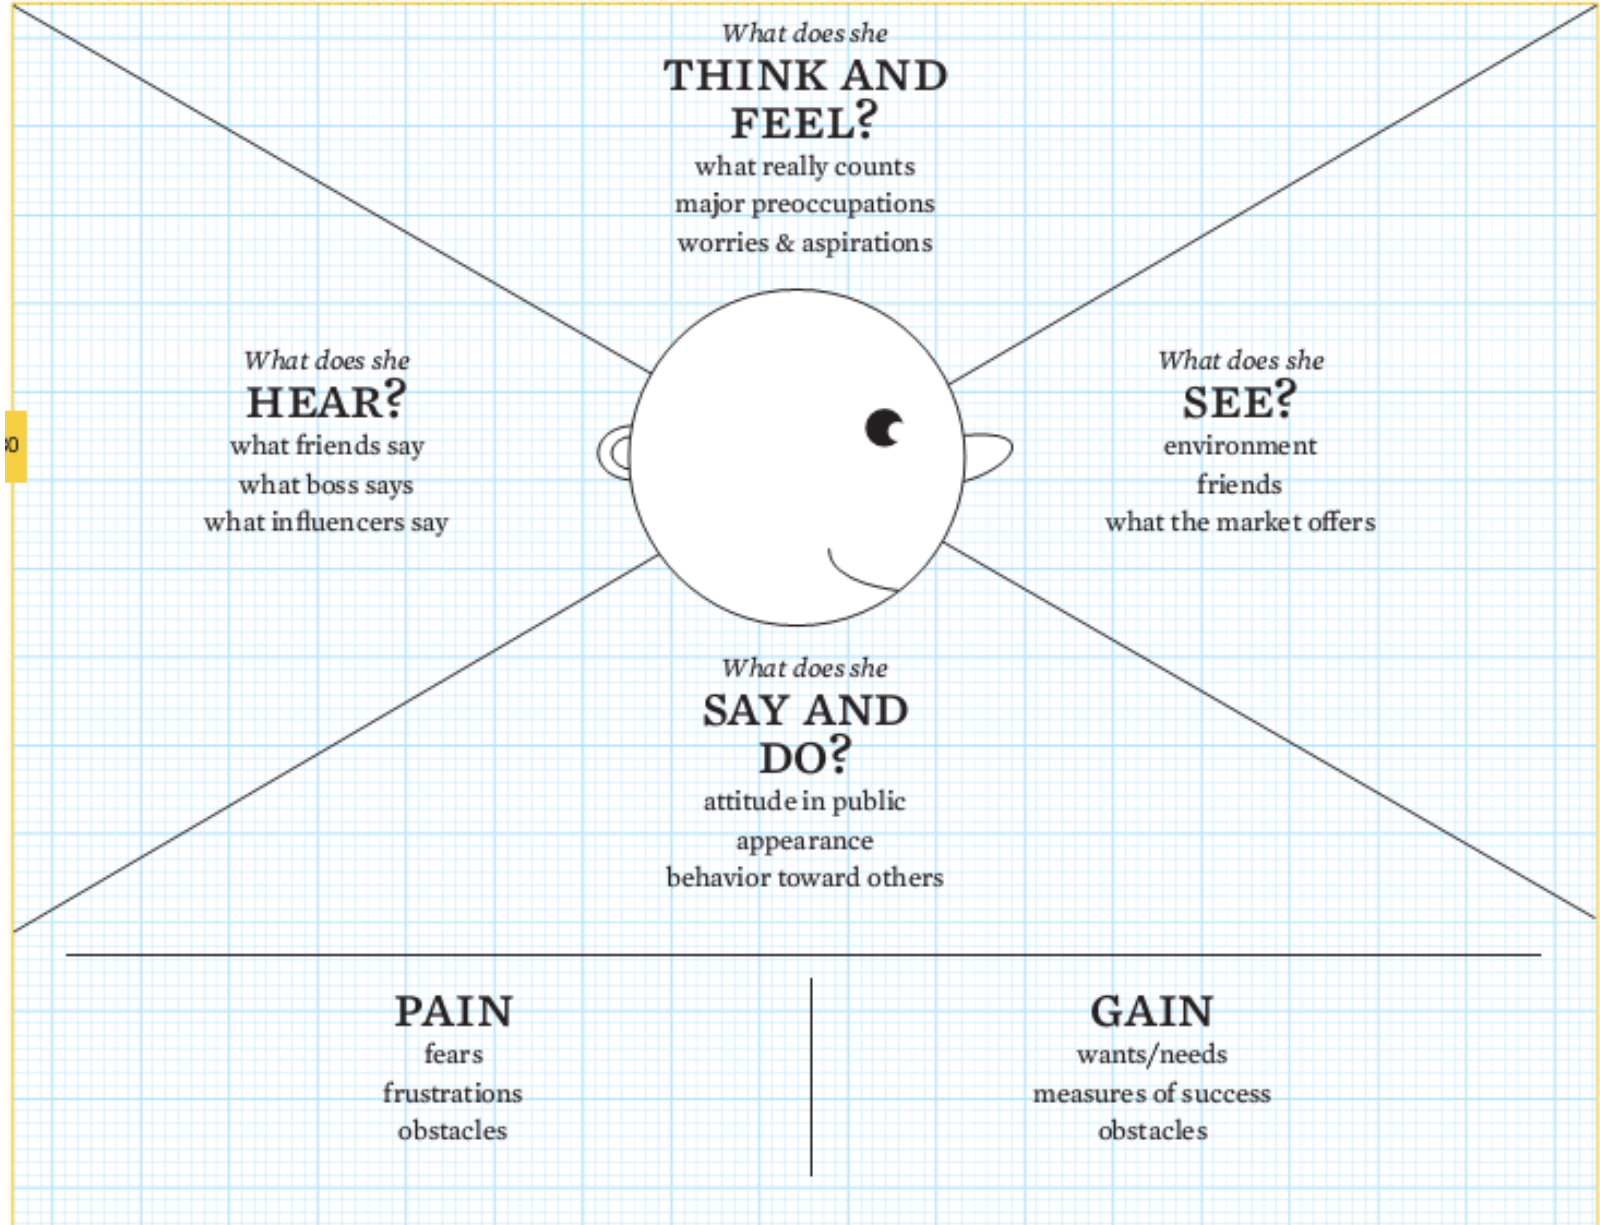 What does she
THINK AND
FEEL?
what really counts
major preoccupations
worries & aspirations
What does she
HEAR?
what friends say
what boss says
what influencers say
What does she
SEE?
environment
friends
what the market offers
What does she
SAY AND
DO?
attitude in public
appearance
behavior toward others
PAIN
fears
frustrations
obstacles
GAIN
wants/needs
measures of success
obstacles